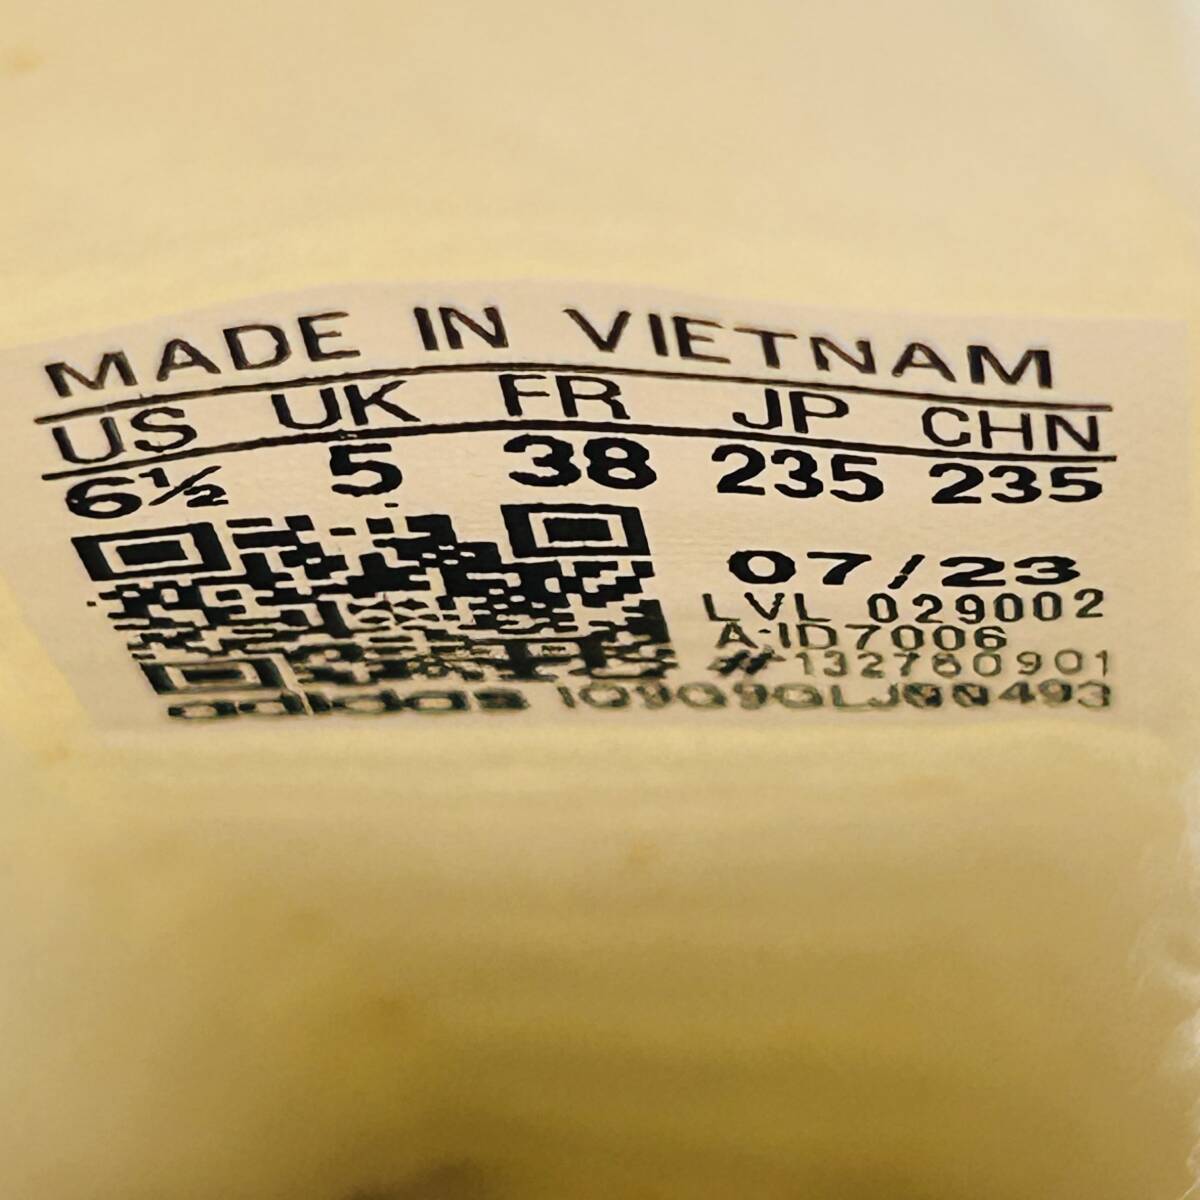 MADE IN VIETNAM
US UK FR JP CHN
6½ 5 38 235 235
07/23
LVL 029002
A:ID7006
#132760901
adidas